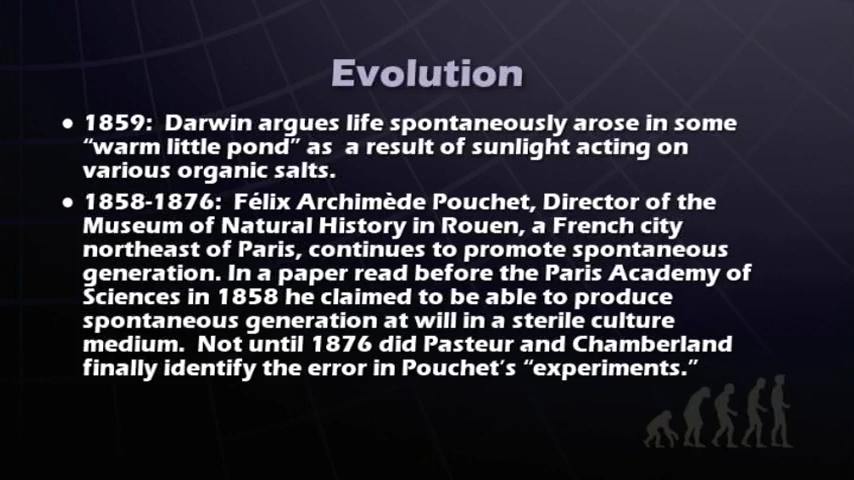 Evolution
• 1859: Darwin argues life spontaneously arose in some
“warm little pond” as a result of sunlight acting on
various organic salts.
• 1858-1876: Félix Archimède Pouchet, Director of the
Museum of Natural History in Rouen, a French city
northeast of Paris, continues to promote spontaneous
generation. In a paper read before the Paris Academy of
Sciences in 1858 he claimed to be able to produce
spontaneous generation at will in a sterile culture
medium. Not until 1876 did Pasteur and Chamberland
finally identify the error in Pouchet’s “experiments.”